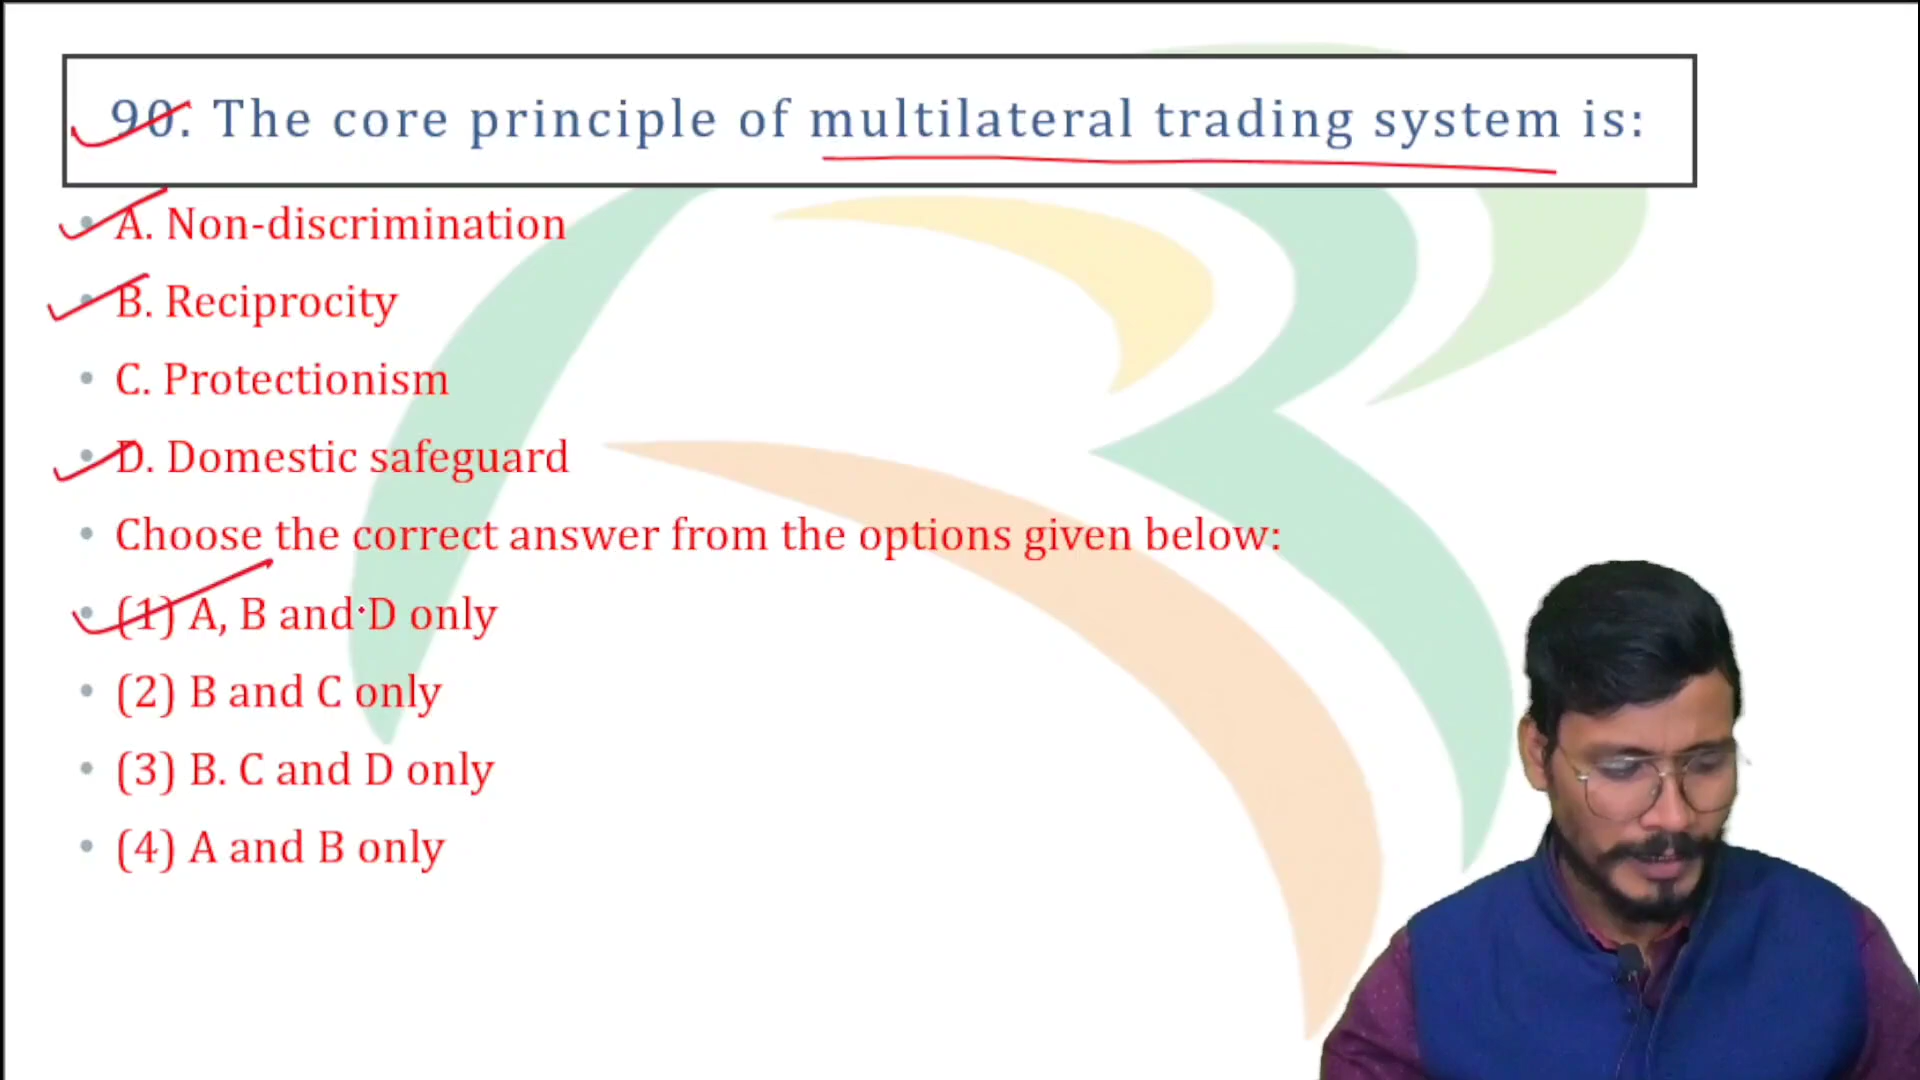 90. The core principle of multilateral trading system is:
• A. Non-discrimination
• B. Reciprocity
• C. Protectionism
• D. Domestic safeguard
• Choose the correct answer from the options given below:
• (1) A, B and D only
• (2) B and C only
• (3) B. C and D only
• (4) A and B only